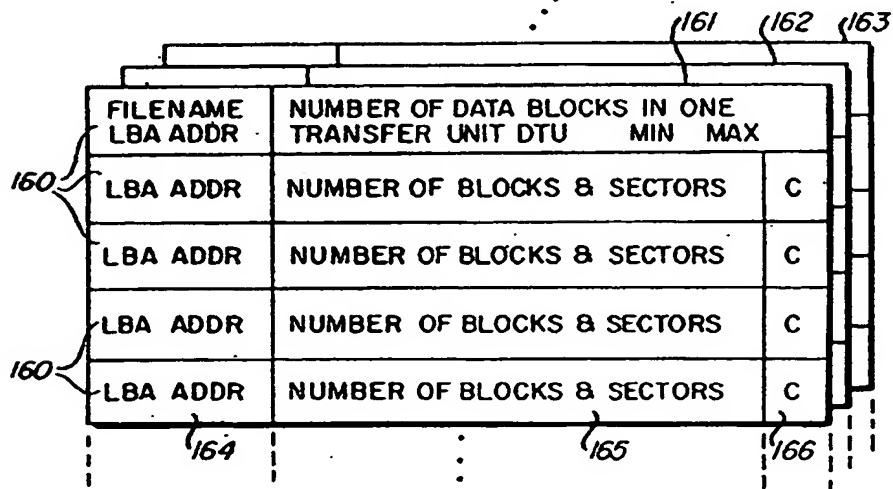 161 162 163
FILENAME NUMBER OF DATA BLOCKS IN ONE
LBA ADDR TRANSFER UNIT DTU MIN MAX
160 LBA ADDR NUMBER OF BLOCKS & SECTORS C
LBA ADDR NUMBER OF BLOCKS & SECTORS C
LBA ADDR NUMBER OF BLOCKS & SECTORS C
160 LBA ADDR NUMBER OF BLOCKS & SECTORS C
164 165 166